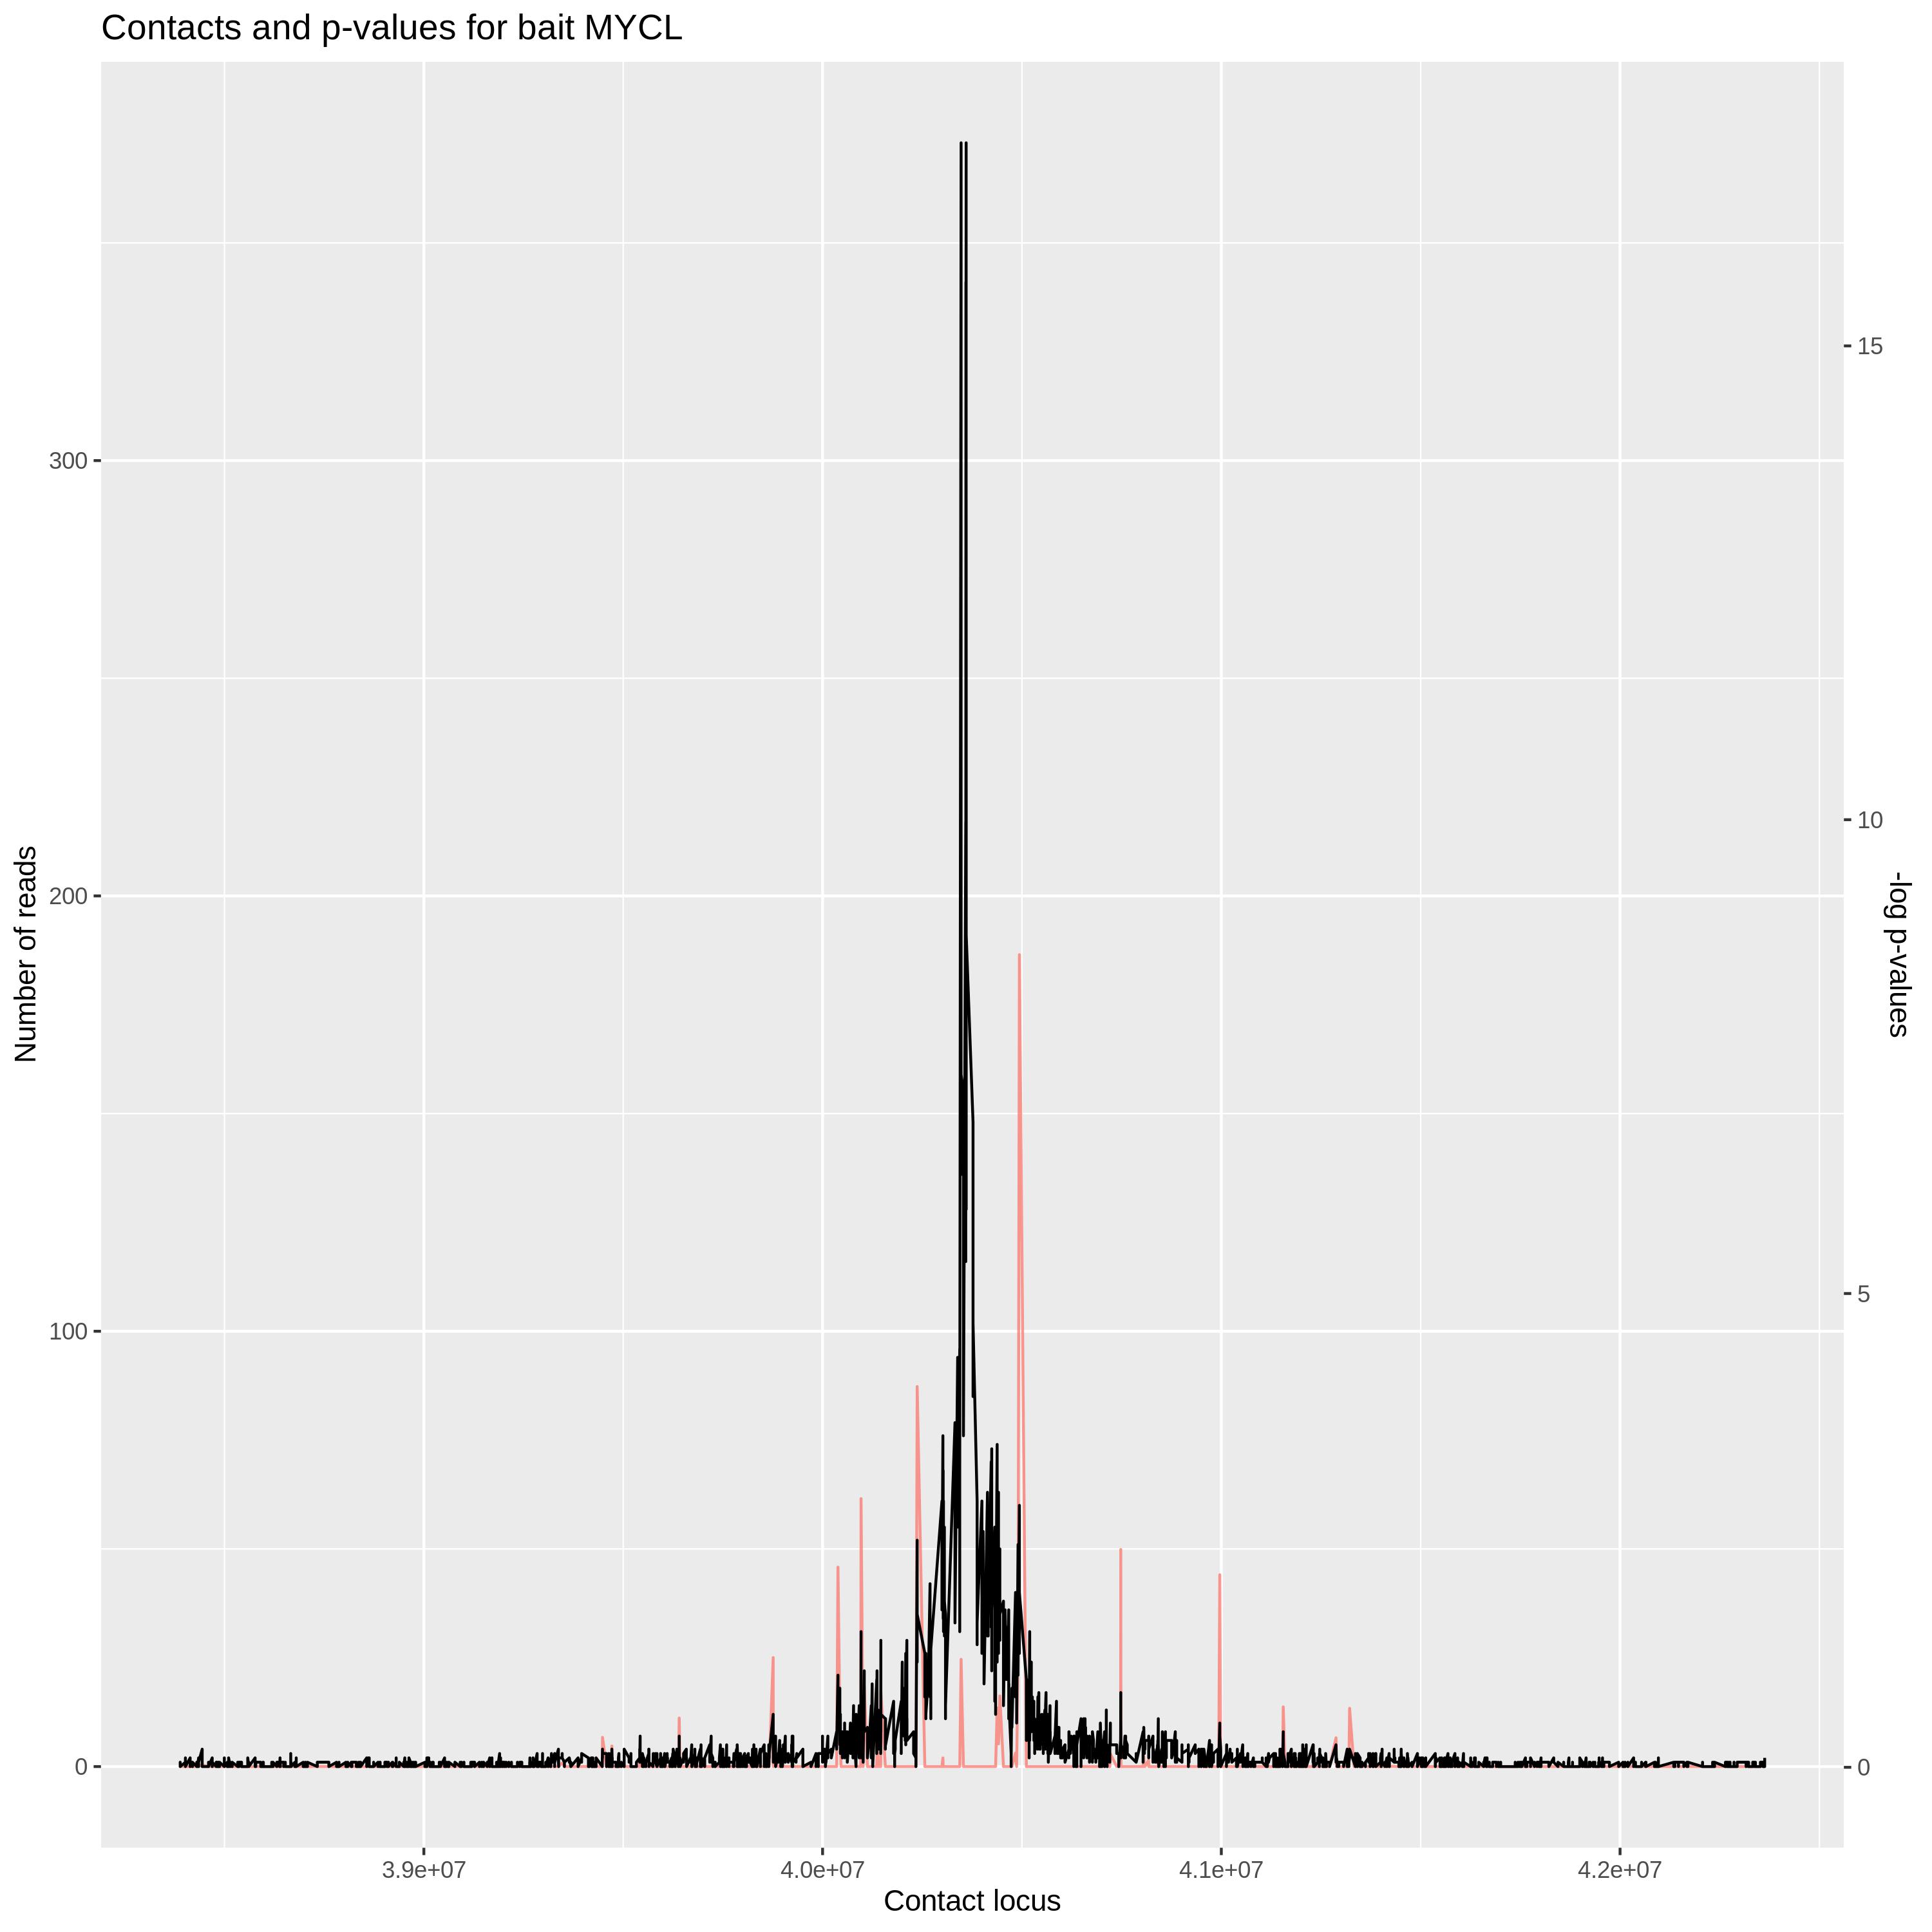 Contacts and p-values for bait MYCL
Number of reads
300
200
100
0
15
10
5
0
-log p-values
3.9e+07
4.0e+07
4.1e+07
4.2e+07
Contact locus